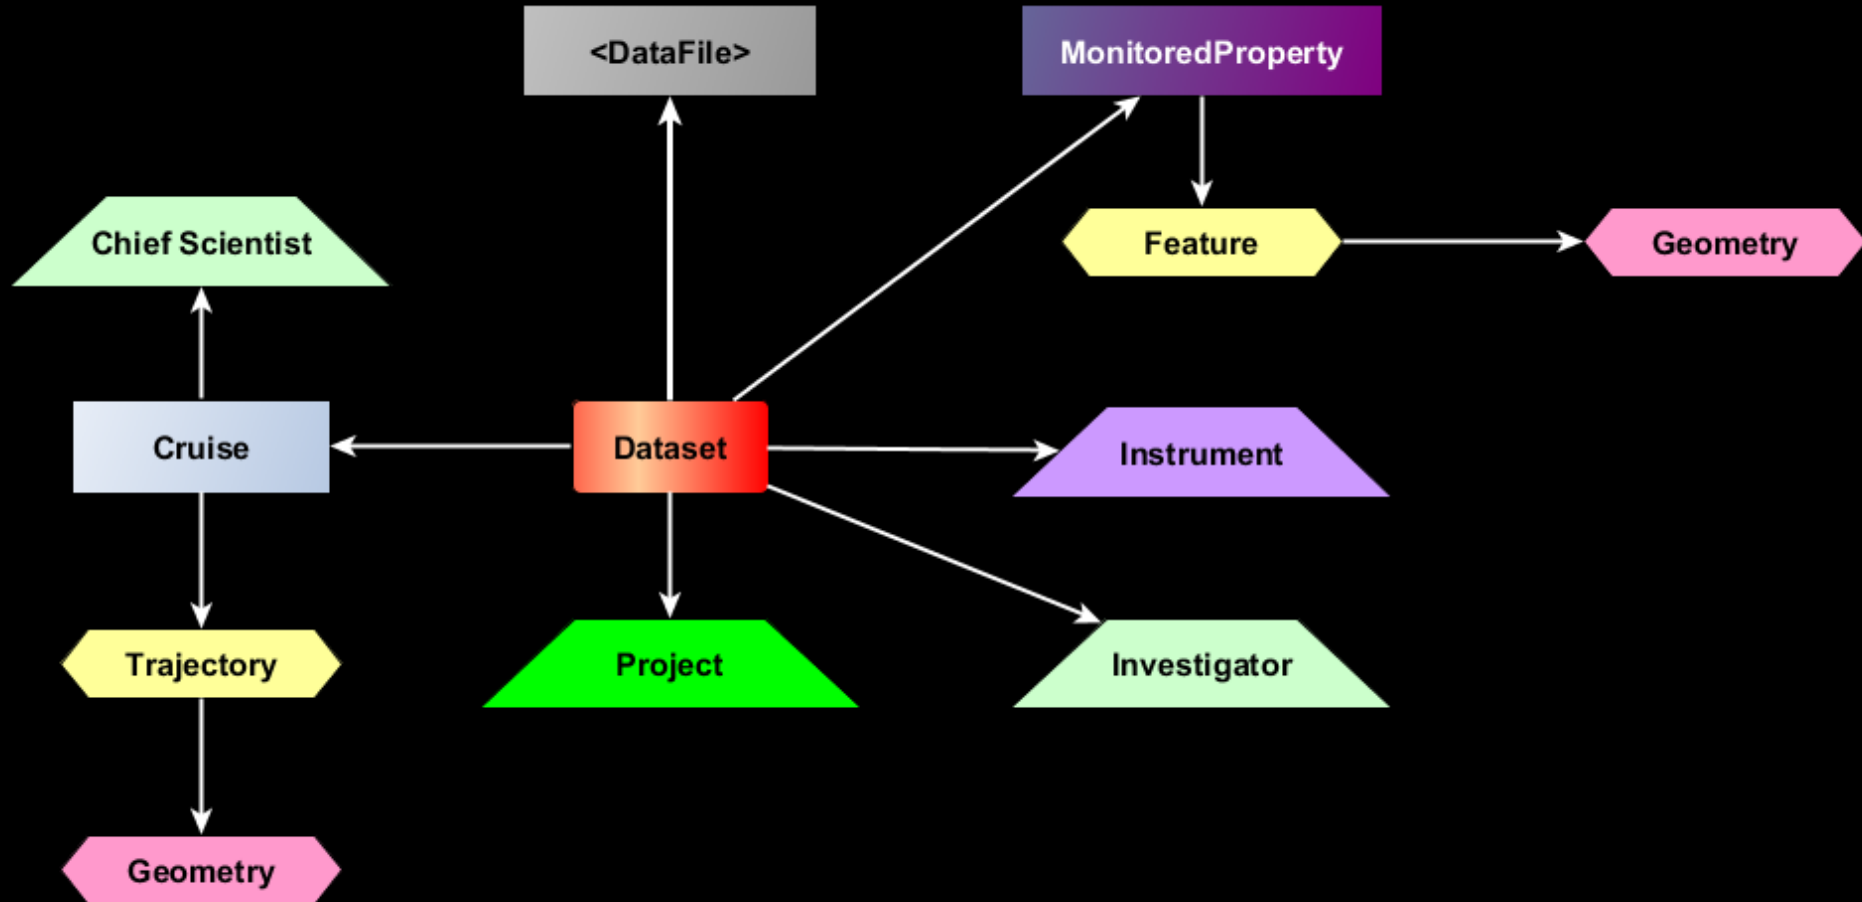 <DataFile>
MonitoredProperty
Chief Scientist
Feature
Geometry
Cruise
Dataset
Instrument
Trajectory
Project
Investigator
Geometry